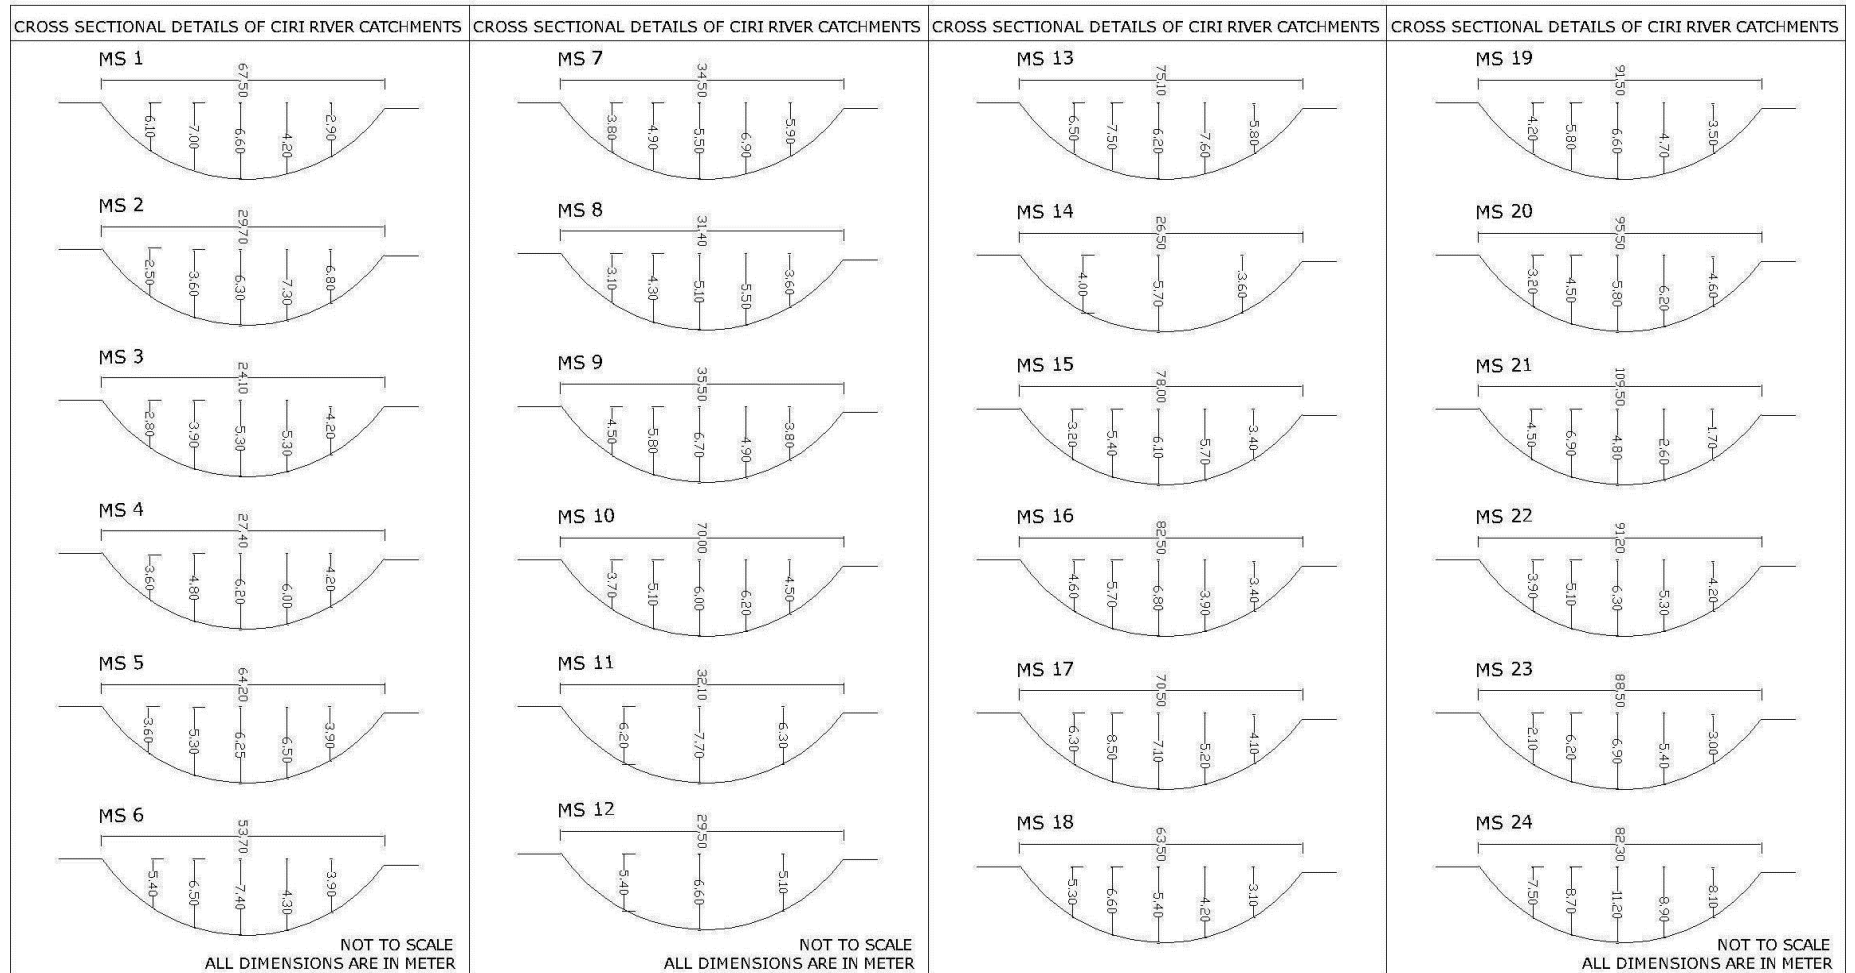 CROSS SECTIONAL DETAILS OF CIRI RIVER CATCHMENTS
MS 1
67.50
6.10 7.00 6.60 4.20 2.90
MS 2
29.70
2.50 3.60 6.30 7.30 6.80
MS 3
24.10
2.80 3.90 5.30 5.30 4.20
MS 4
27.40
3.60 4.80 6.20 6.00 4.20
MS 5
64.20
3.60 5.30 6.25 6.50 3.90
MS 6
53.70
5.40 6.50 7.40 4.30 3.90
NOT TO SCALE
ALL DIMENSIONS ARE IN METER
CROSS SECTIONAL DETAILS OF CIRI RIVER CATCHMENTS
MS 7
34.50
3.80 4.90 5.50 6.90 5.90
MS 8
31.40
3.10 4.30 5.10 5.50 3.60
MS 9
35.50
4.50 5.80 6.70 4.90 3.80
MS 10
70.00
3.70 5.10 6.00 6.20 4.50
MS 11
32.10
6.20 7.70 6.30
MS 12
29.50
5.40 6.60 5.10
NOT TO SCALE
ALL DIMENSIONS ARE IN METER
CROSS SECTIONAL DETAILS OF CIRI RIVER CATCHMENTS
MS 13
75.10
6.50 7.50 6.20 7.60 5.80
MS 14
26.50
4.00 5.70 3.60
MS 15
78.00
3.20 5.40 6.10 5.70 3.40
MS 16
82.50
4.60 5.70 6.80 3.90 3.40
MS 17
70.50
6.30 8.50 7.10 5.20 4.10
MS 18
63.50
5.30 6.60 5.40 4.20 3.10
CROSS SECTIONAL DETAILS OF CIRI RIVER CATCHMENTS
MS 19
91.50
4.20 5.80 6.60 4.70 3.50
MS 20
95.50
3.20 4.50 5.80 6.20 4.60
MS 21
109.50
4.50 6.90 4.80 2.60 1.70
MS 22
91.20
3.90 5.10 6.30 5.30 4.20
MS 23
88.50
2.10 6.20 6.90 5.40 3.00
MS 24
82.30
7.50 8.70 11.20 8.90 8.10
NOT TO SCALE
ALL DIMENSIONS ARE IN METER